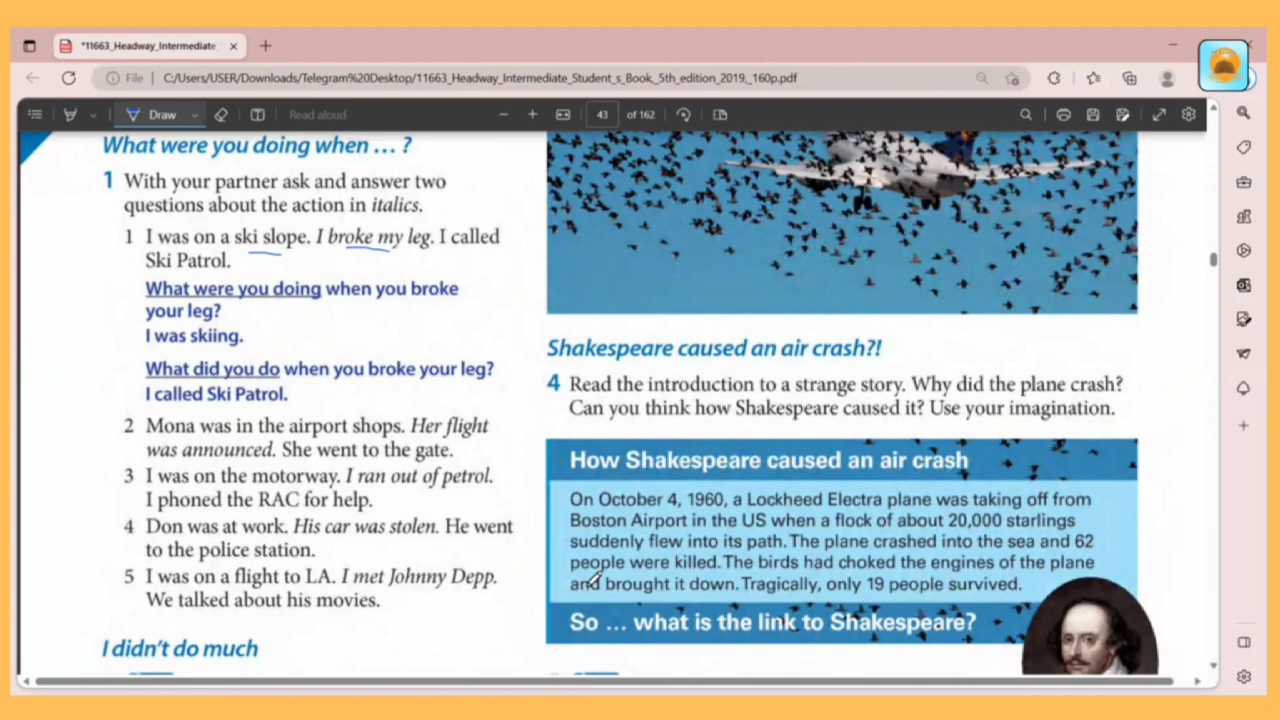 *11663_Headway_Intermediate_
File
C:/Users/USER/Downloads/Telegram%20Desktop/11663_Headway_Intermediate_Student_s_Book,_5th_edition_2019,_160p.pdf
Draw
Read aloud
43 of 162
What were you doing when … ?
1 With your partner ask and answer two
questions about the action in italics.
1 I was on a ski slope. I broke my leg. I called
Ski Patrol.
What were you doing when you broke
your leg?
I was skiing.
What did you do when you broke your leg?
I called Ski Patrol.
2 Mona was in the airport shops. Her flight
was announced. She went to the gate.
3 I was on the motorway. I ran out of petrol.
I phoned the RAC for help.
4 Don was at work. His car was stolen. He went
to the police station.
5 I was on a flight to LA. I met Johnny Depp.
We talked about his movies.
I didn't do much
Shakespeare caused an air crash?!
4 Read the introduction to a strange story. Why did the plane crash?
Can you think how Shakespeare caused it? Use your imagination.
How Shakespeare caused an air crash
On October 4, 1960, a Lockheed Electra plane was taking off from
Boston Airport in the US when a flock of about 20,000 starlings
suddenly flew into its path. The plane crashed into the sea and 62
people were killed. The birds had choked the engines of the plane
and brought it down. Tragically, only 19 people survived.
So … what is the link to Shakespeare?